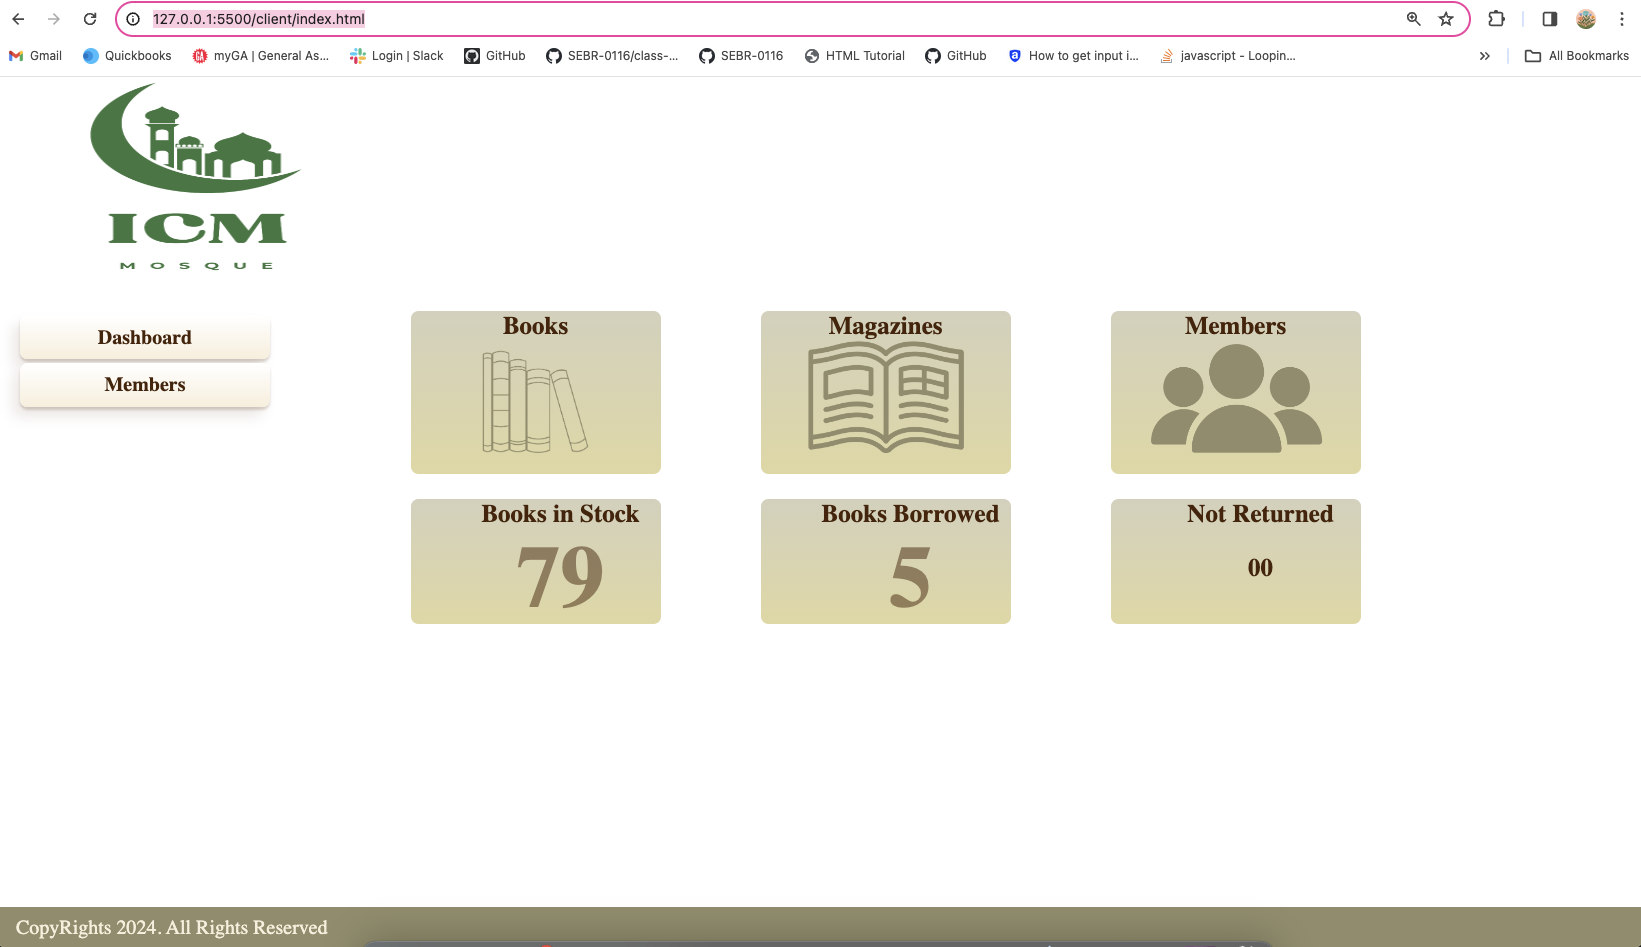 127.0.0.1:5500/client/index.html
Gmail
Quickbooks
GA
myGA | General As...
Login | Slack
GitHub
SEBR-0116/class-...
SEBR-0116
HTML Tutorial
GitHub
a
How to get input i...
javascript - Loopin...
»
All Bookmarks
ICM
MOSQUE
Dashboard
Members
Books
Magazines
Members
Books in Stock
Books Borrowed
Not Returned
79
5
00
CopyRights 2024. All Rights Reserved